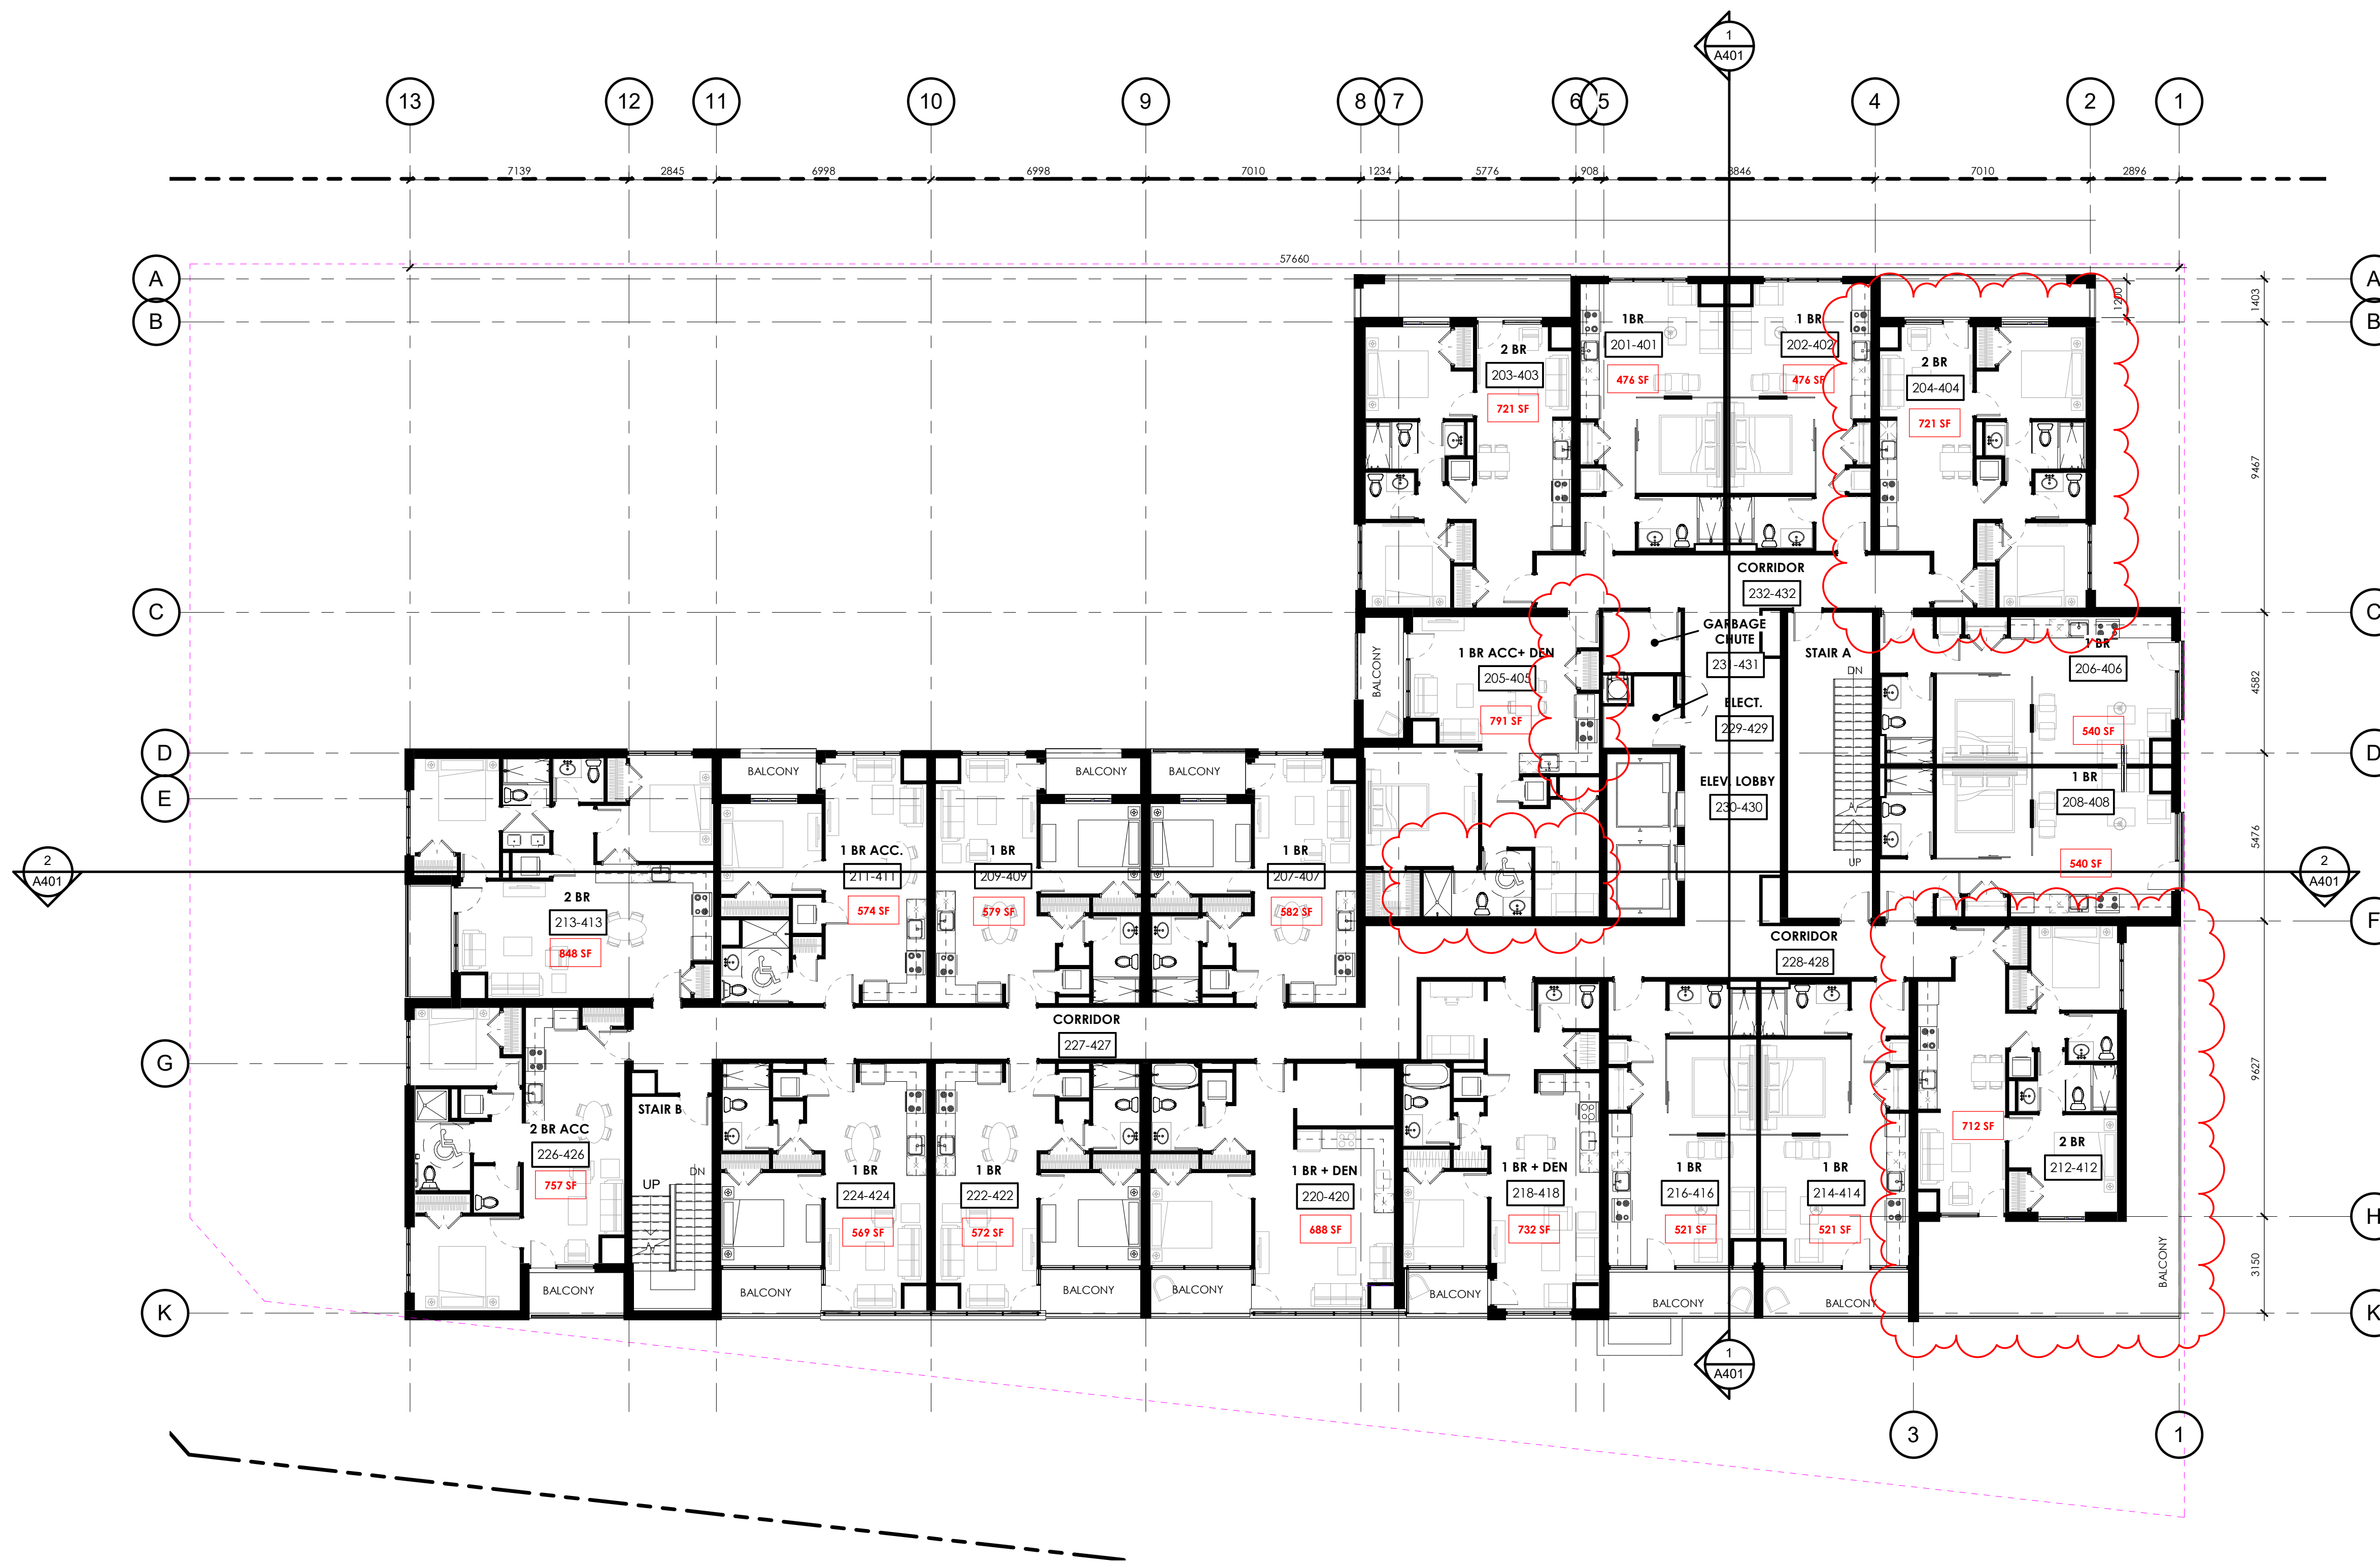 1
A401
13
12
11
10
9
8
7
6
5
4
2
1
7139
2845
6998
6998
7010
1234
5776
908
8846
7010
2896
57660
A
A
B
B
1200
1403
1BR
201-401
476 SF
1 BR
202-402
476 SF
2 BR
203-403
721 SF
2 BR
204-404
721 SF
9467
CORRIDOR
232-432
C
C
GARBAGE
CHUTE
231-431
STAIR A
DN
1 BR
206-406
540 SF
BALCONY
1 BR ACC+ DEN
205-405
791 SF
4582
ELECT.
229-429
D
D
E
ELEV. LOBBY
230-430
UP
1 BR
208-408
540 SF
5476
BALCONY
BALCONY
BALCONY
2
A401
2
A401
1 BR ACC.
211-411
574 SF
1 BR
209-409
579 SF
1 BR
207-407
582 SF
2 BR
213-413
848 SF
F
CORRIDOR
228-428
CORRIDOR
227-427
G
9627
STAIR B
DN
UP
2 BR ACC
226-426
757 SF
1 BR
224-424
569 SF
1 BR
222-422
572 SF
1 BR + DEN
220-420
688 SF
1 BR + DEN
218-418
732 SF
1 BR
216-416
521 SF
1 BR
214-414
521 SF
712 SF
2 BR
212-412
H
3150
BALCONY
BALCONY
BALCONY
BALCONY
BALCONY
BALCONY
BALCONY
BALCONY
K
K
1
A401
3
1